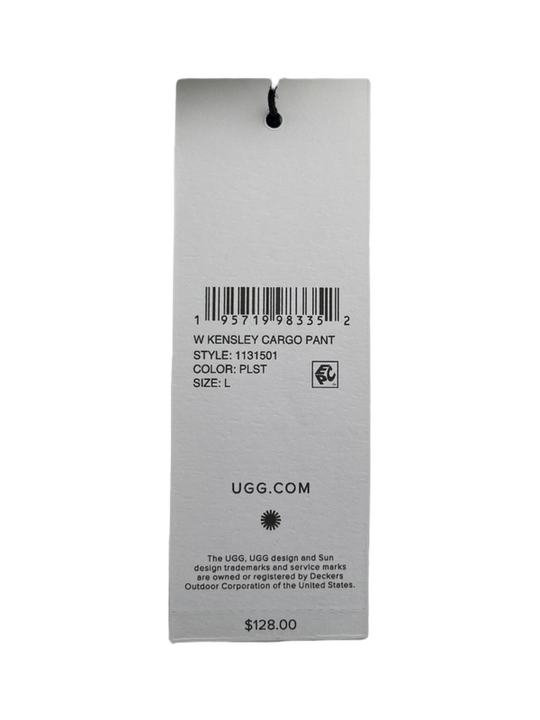 1 95719 98335 2
W KENSLEY CARGO PANT
STYLE: 1131501
COLOR: PLST
SIZE: L
EPC
UGG.COM
The UGG, UGG design and Sun
design trademarks and service marks
are owned or registered by Deckers
Outdoor Corporation of the United States.
$128.00